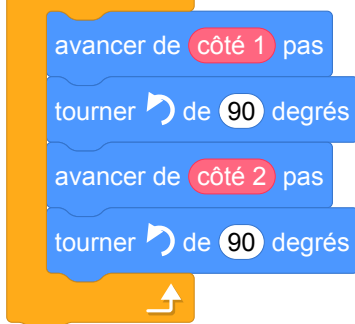 avancer de côté 1 pas
tourner de 90 degrés
avancer de côté 2 pas
tourner de 90 degrés